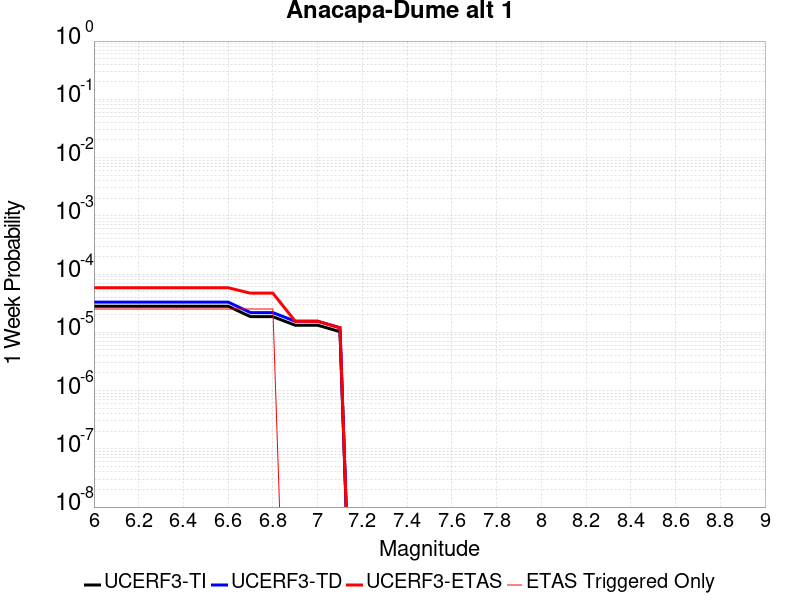 Anacapa-Dume alt 1
10^0
10^-1
10^-2
10^-3
10^-4
10^-5
10^-6
10^-7
10^-8
1 Week Probability
6 6.2 6.4 6.6 6.8 7 7.2 7.4 7.6 7.8 8 8.2 8.4 8.6 8.8 9
Magnitude
UCERF3-TI UCERF3-TD UCERF3-ETAS ETAS Triggered Only